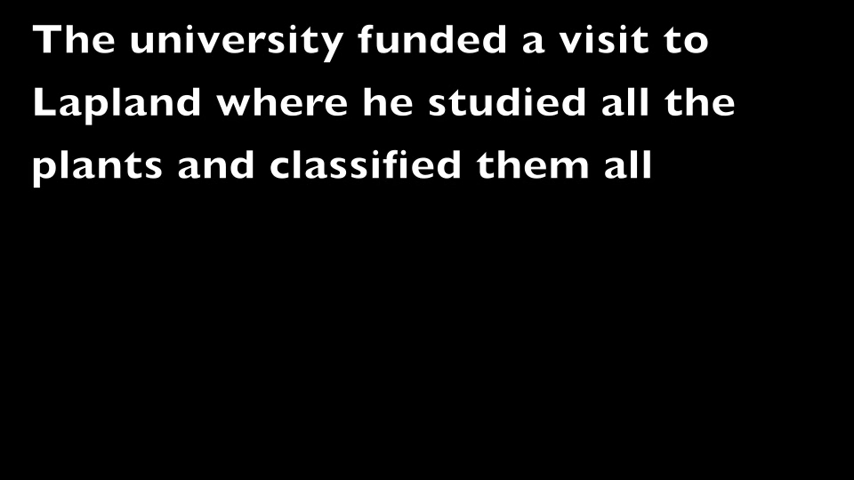 The university funded a visit to
Lapland where he studied all the
plants and classified them all